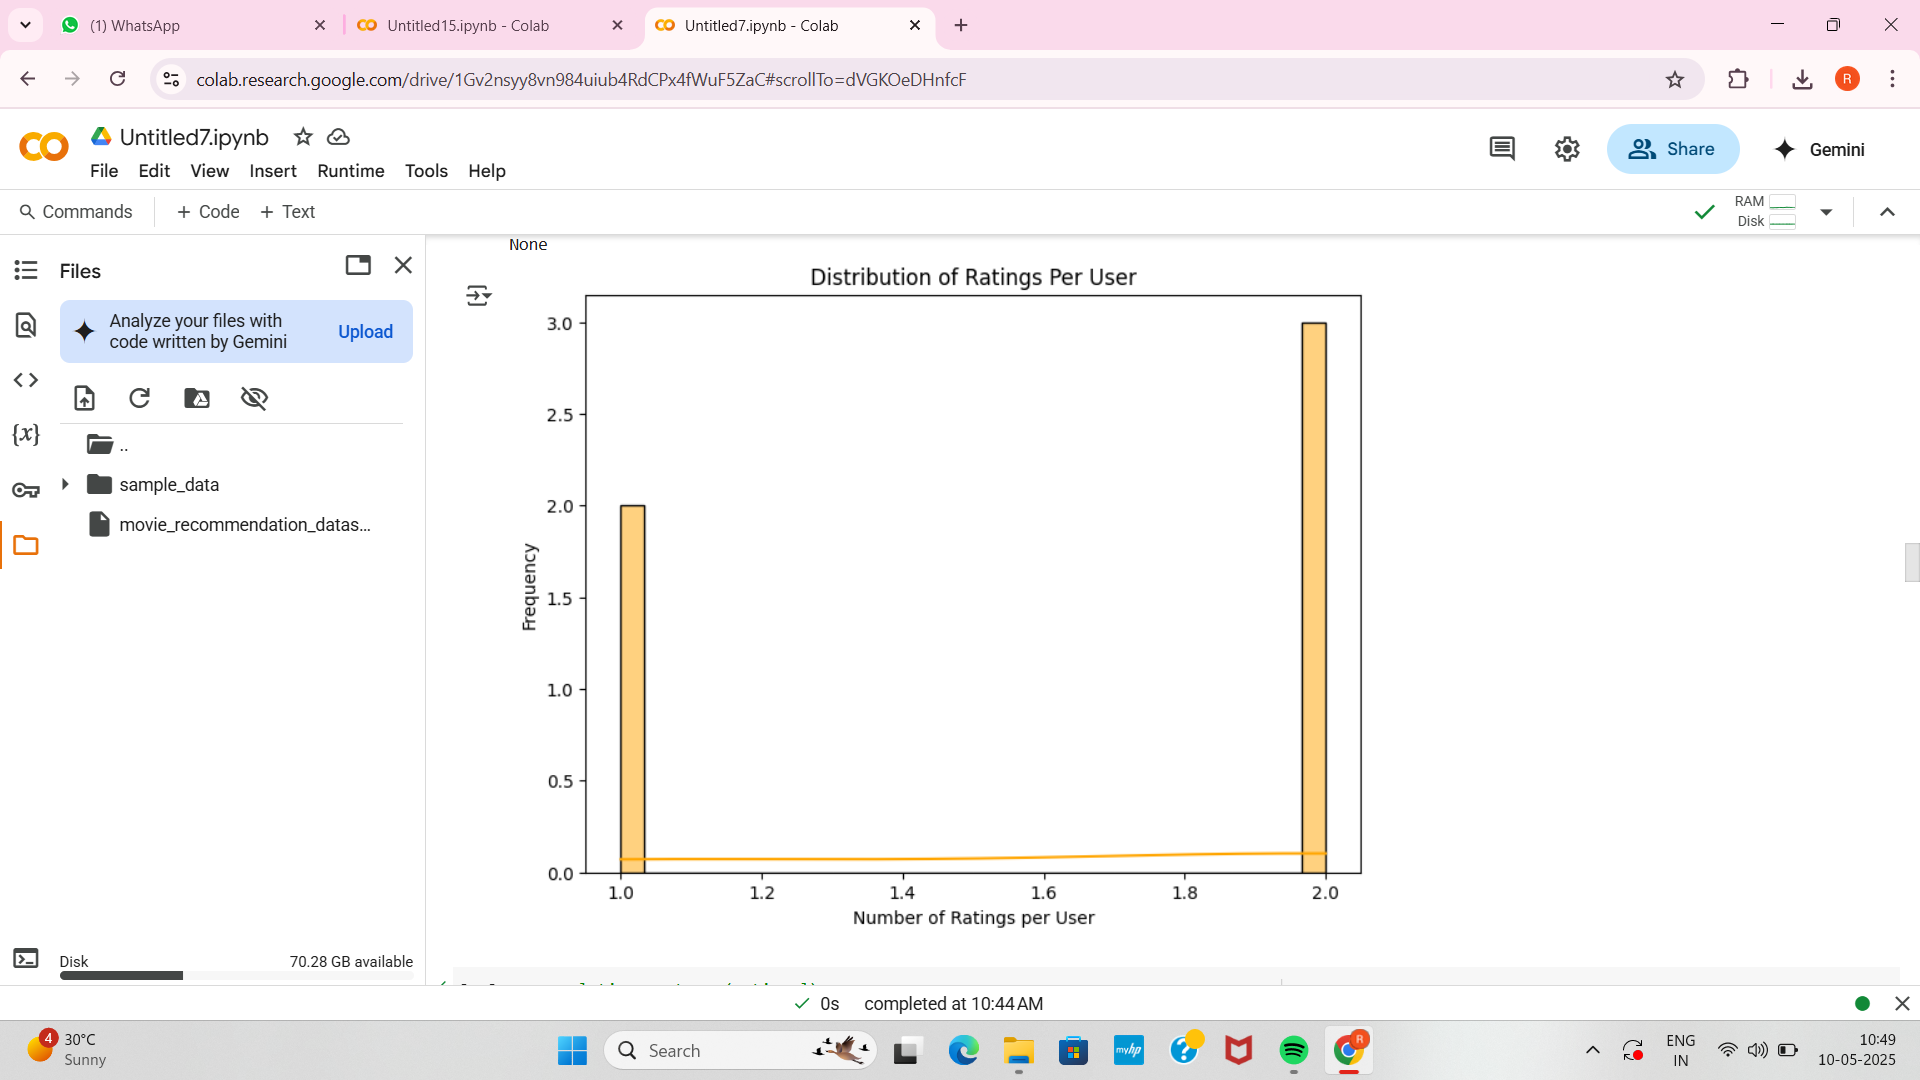 (1) WhatsApp
Untitled15.ipynb - Colab
Untitled7.ipynb - Colab
colab.research.google.com/drive/1Gv2nsyy8vn984uiub4RdCPx4fWuF5ZaC#scrollTo=dVGKOeDHnfcF
R
CO
Untitled7.ipynb
File Edit View Insert Runtime Tools Help
Share
Gemini
Commands + Code + Text
RAM
Disk
Files
Analyze your files with
code written by Gemini
Upload
{x}
..
sample_data
movie_recommendation_datas...
Disk 70.28 GB available
None
Distribution of Ratings Per User
3.0
2.5
2.0
1.5
1.0
0.5
0.0
Frequency
1.0 1.2 1.4 1.6 1.8 2.0
Number of Ratings per User
0s completed at 10:44 AM
4
30°C
Sunny
Search
myhp
R
ENG
IN
10:49
10-05-2025